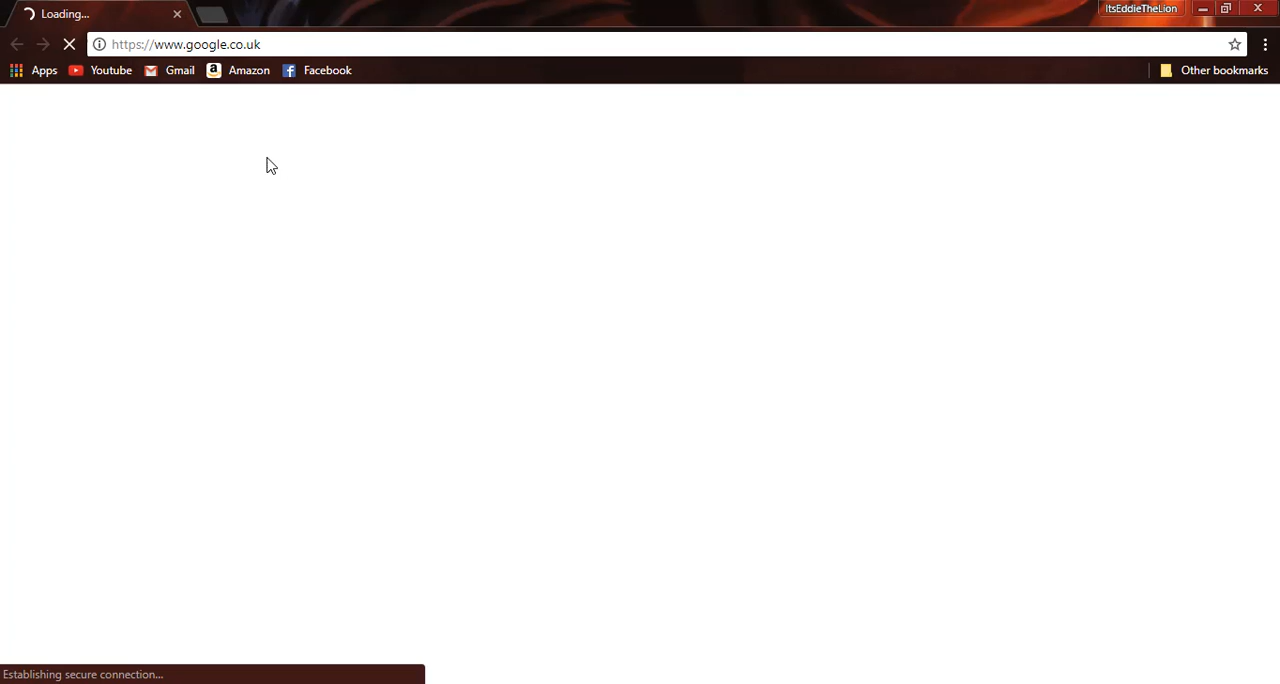 Loading...
ItsEddieTheLion
https://www.google.co.uk
Apps Youtube Gmail Amazon Facebook Other bookmarks
Establishing secure connection...